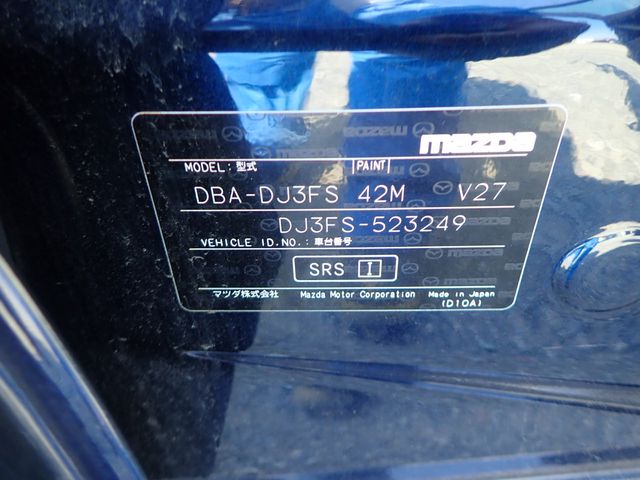 mazda
MODEL: 型式 PAINT
DBA-DJ3FS 42M V27
DJ3FS-523249
VEHICLE ID.NO.: 車台番号
SRS I
マツダ株式会社 Mazda Motor Corporation Made in Japan
(D10A)